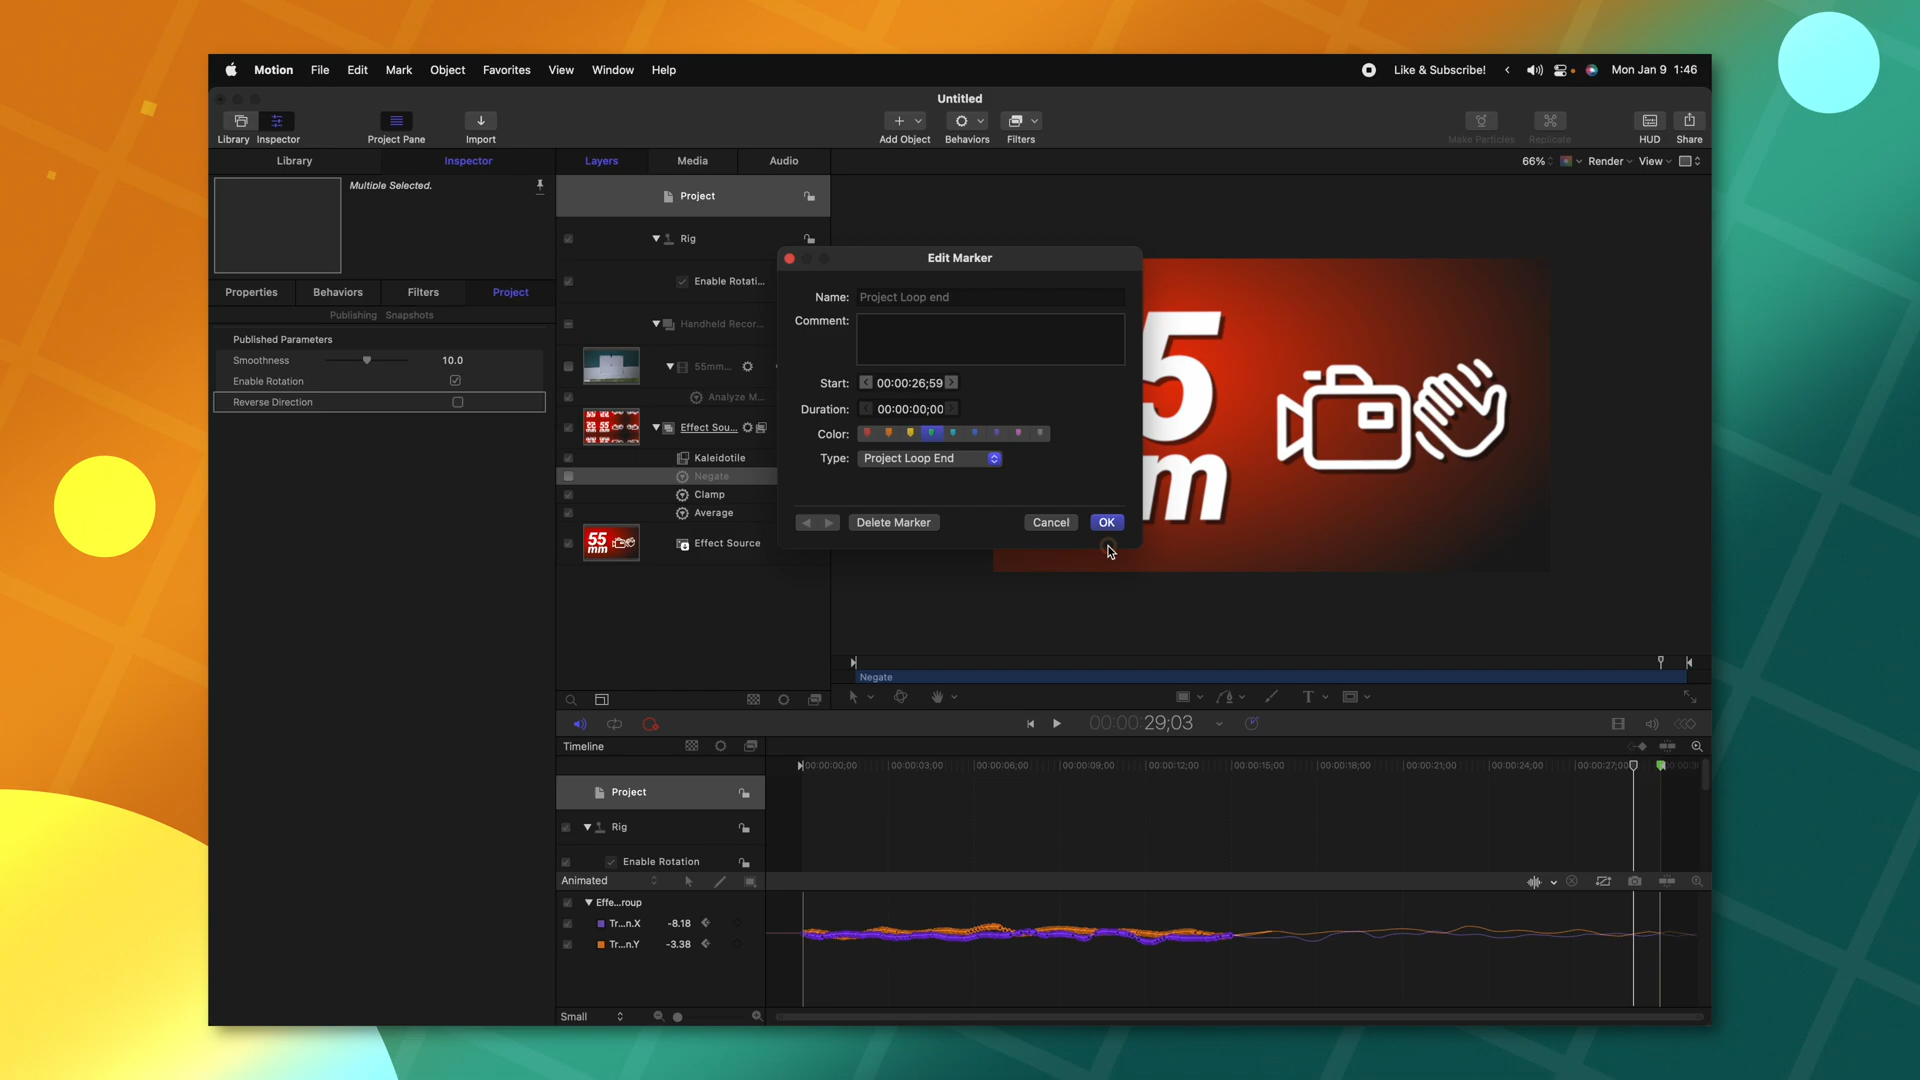 Motion File Edit Mark Object Favorites View Window Help
Like & Subscribe! Mon Jan 9 1:46
Untitled
Library Inspector Project Pane Import Add Object Behaviors Filters Make Particles Replicate HUD Share
Library Inspector Layers Media Audio 66% Render View
Multiple Selected.
Project
Rig
Enable Rotati...
Handheld Recor...
55mm...
Analyze M...
Effect Sou...
Kaleidotile
Negate
Clamp
Average
55
mm
Effect Source
Properties Behaviors Filters Project
Publishing Snapshots
Published Parameters
Smoothness 10.0
Enable Rotation
Reverse Direction
Edit Marker
Name: Project Loop end
Comment:
Start: 00:00:26;59
Duration: 00:00:00;00
Color:
Type: Project Loop End
Delete Marker Cancel OK
5
m
Negate
T
00:00:29;03
Timeline
00:00:00;00 00:00:03;00 00:00:06;00 00:00:09;00 00:00:12;00 00:00:15;00 00:00:18;00 00:00:21;00 00:00:24;00 00:00:27;0
Project
Rig
Enable Rotation
Animated
Effe...roup
Tr...n.X -8.18
Tr...n.Y -3.38
Small